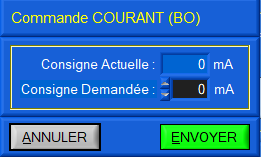 Commande COURANT (BO)
Consigne Actuelle : 0 mA
Consigne Demandée : 0 mA
ANNULER ENVOYER